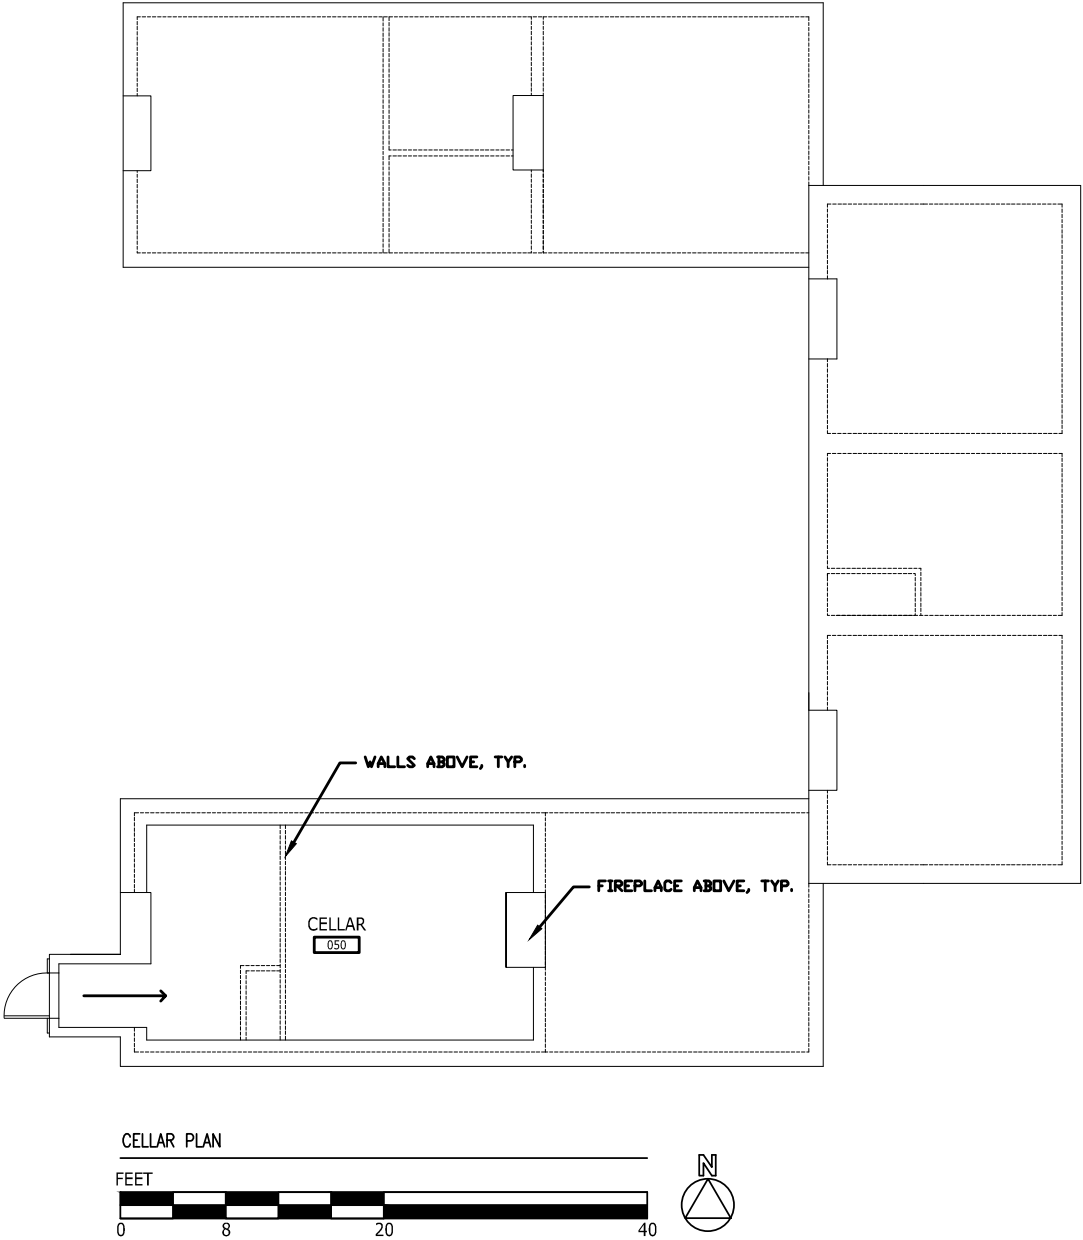 WALLS ABOVE, TYP.
FIREPLACE ABOVE, TYP.
CELLAR
050
CELLAR PLAN
FEET
0 8 20 40
N